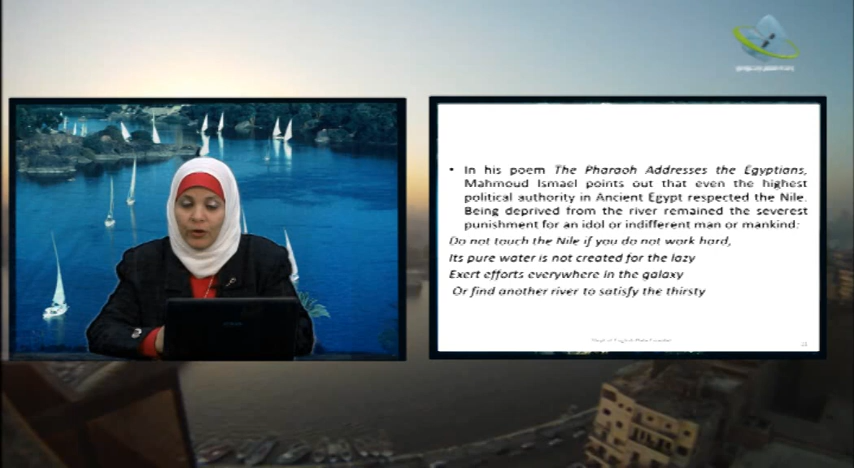 • In his poem The Pharaoh Addresses the Egyptians,
Mahmoud Ismael points out that even the highest
political authority in Ancient Egypt respected the Nile.
Being deprived from the river remained the severest
punishment for an idol or indifferent man or mankind:
Do not touch the Nile if you do not work hard,
Its pure water is not created for the lazy
Exert efforts everywhere in the galaxy
Or find another river to satisfy the thirsty